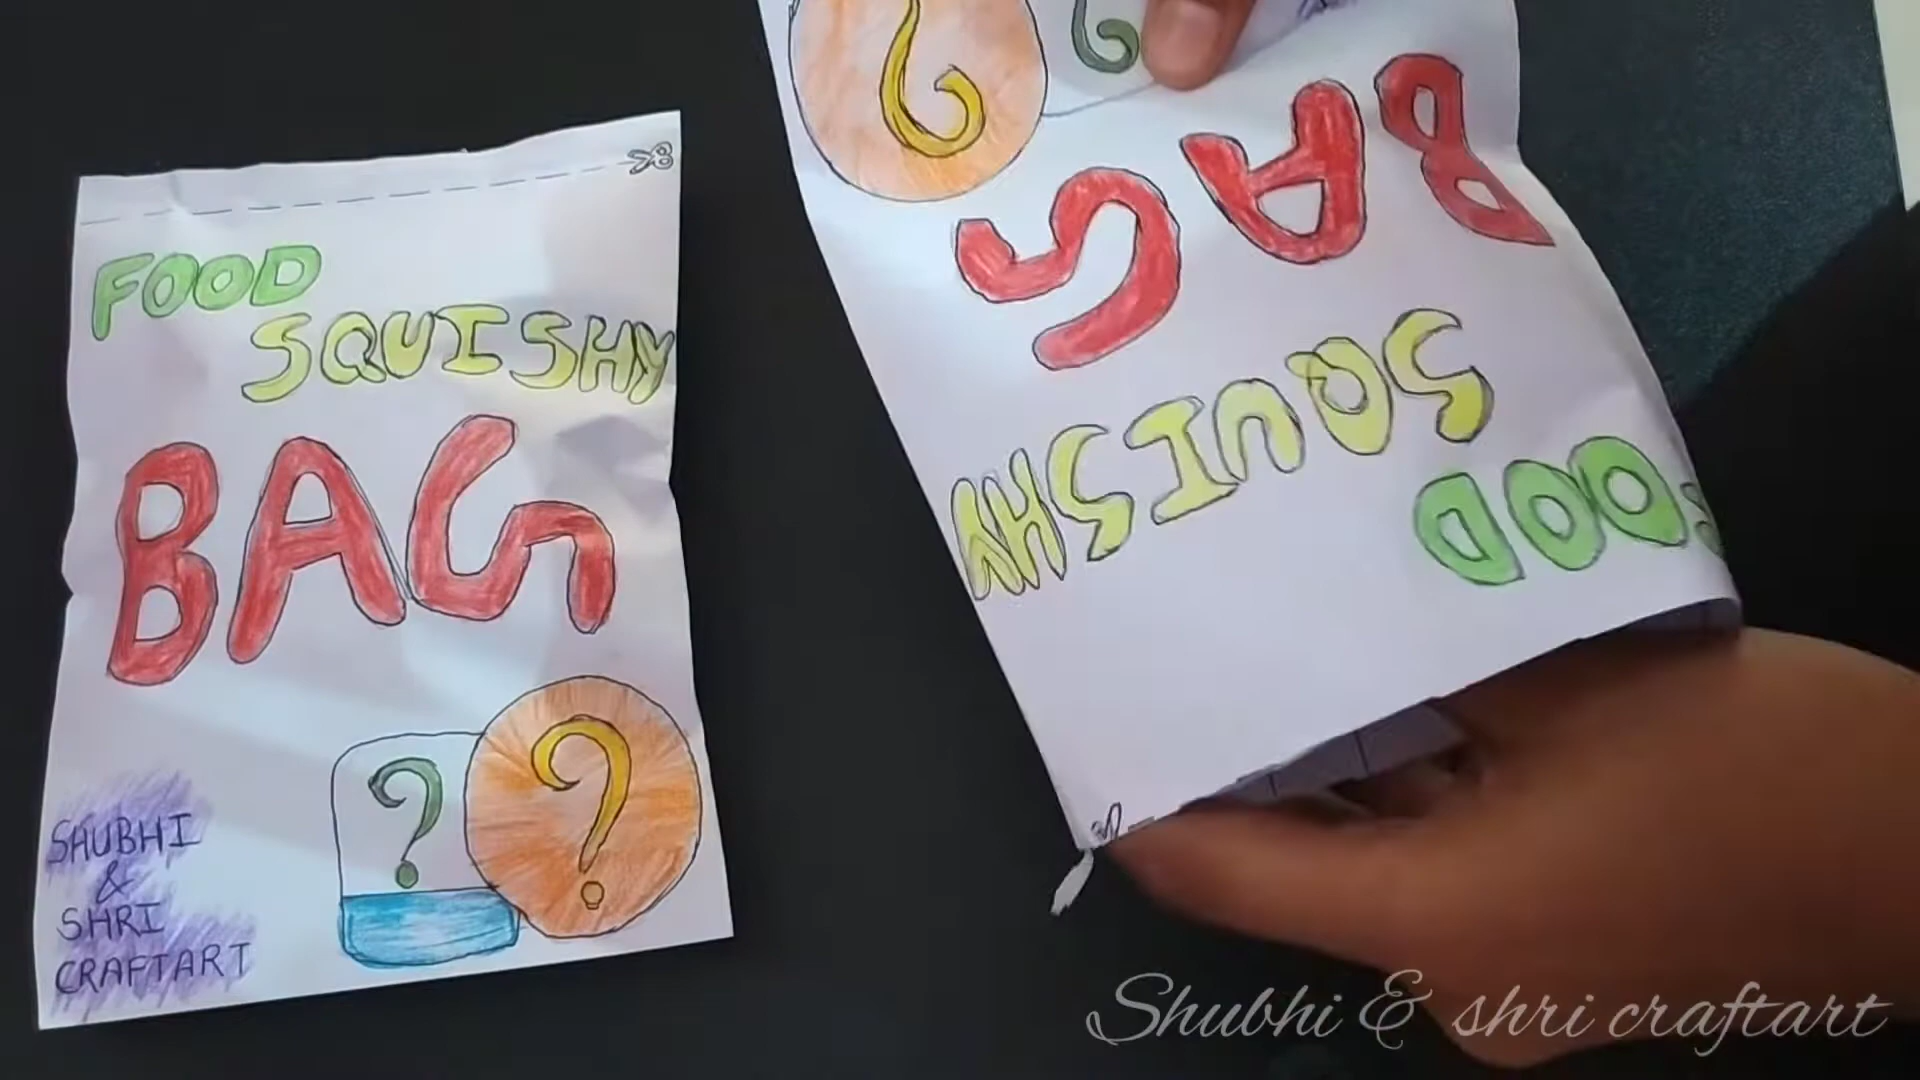 FOOD
SQUISHY
BAG
?
?
SHUBHI
&
SHRI
CRAFTART
?
?
BAG
SQUISHY
FOOD
Shubhi & shri craftart